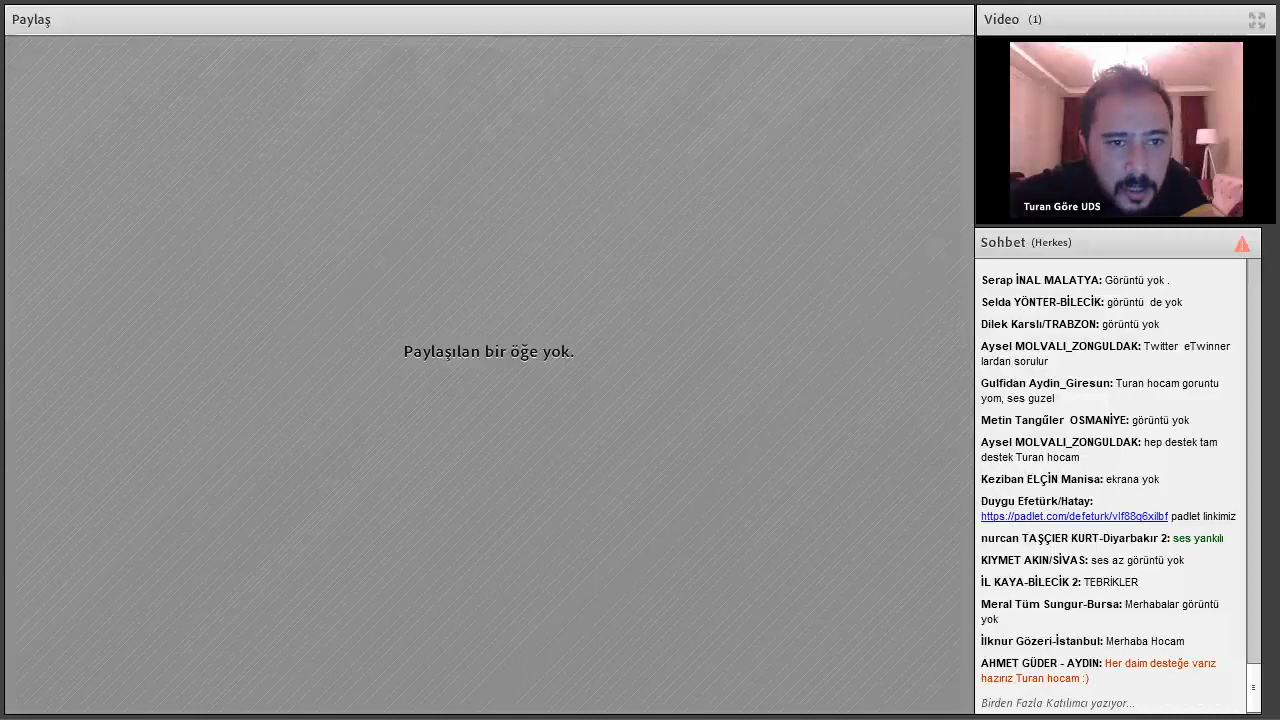 Paylaş
Paylaşılan bir öğe yok.
Video (1)
Turan Göre UDS
Sohbet (Herkes)
Serap İNAL MALATYA: Görüntü yok .
Selda YÖNTER-BİLECİK: görüntü de yok
Dilek Karslı/TRABZON: görüntü yok
Aysel MOLVALI_ZONGULDAK: Twitter eTwinner
lardan sorulur
Gulfidan Aydin_Giresun: Turan hocam goruntu
yom, ses guzel
Metin Tangűler OSMANİYE: görüntü yok
Aysel MOLVALI_ZONGULDAK: hep destek tam
destek Turan hocam
Keziban ELÇİN Manisa: ekrana yok
Duygu Efetürk/Hatay:
https://padlet.com/defeturk/vlf88q6xilbf padlet linkimiz
nurcan TAŞÇIER KURT-Diyarbakır 2: ses yankılı
KIYMET AKIN/SİVAS: ses az görüntü yok
İL KAYA-BİLECİK 2: TEBRİKLER
Meral Tüm Sungur-Bursa: Merhabalar görüntü
yok
İlknur Gözeri-İstanbul: Merhaba Hocam
AHMET GÜDER - AYDIN: Her daim desteğe varız
hazırız Turan hocam :)
Birden Fazla Katılımcı yazıyor...